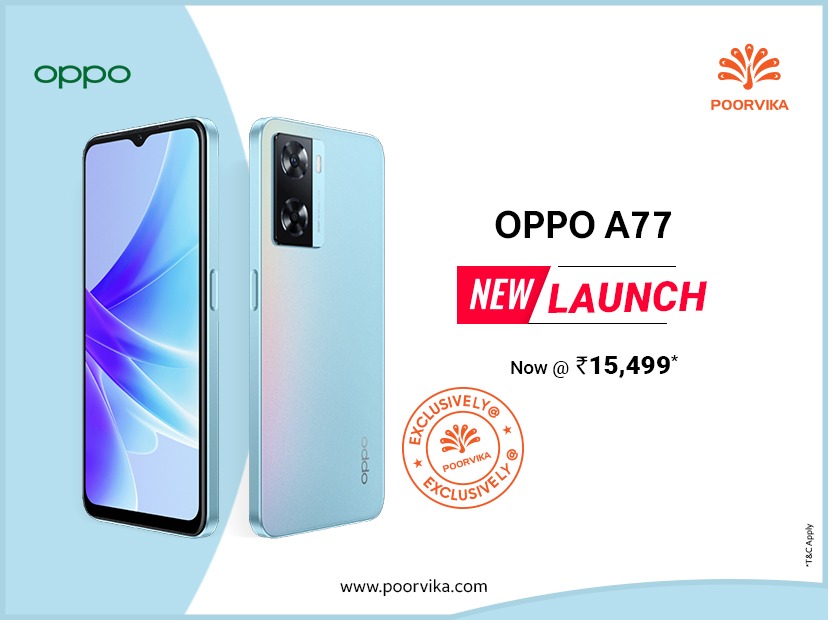 oppo
POORVIKA
OPPO A77
NEW LAUNCH
Now @ ₹15,499*
EXCLUSIVELY@
POORVIKA
EXCLUSIVELY@
oppo
*T&C Apply
www.poorvika.com